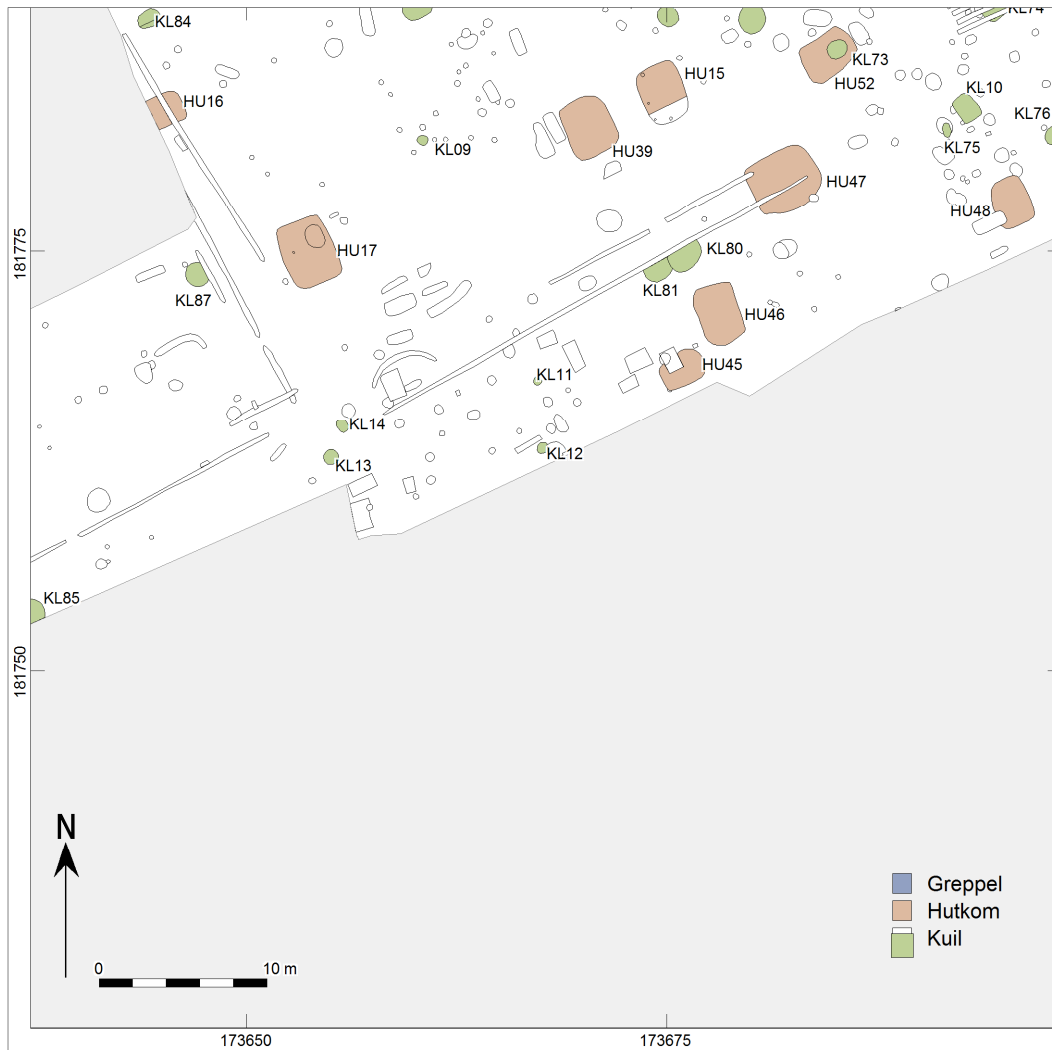 KL84
KL74
KL73
HU52
HU15
HU16
KL10
KL76
KL09
HU39
KL75
HU47
HU48
181775
HU17
KL80
KL87
KL81
HU46
HU45
KL11
KL14
KL12
KL13
KL85
181750
N
0 10 m
Greppel
Hutkom
Kuil
173650 173675